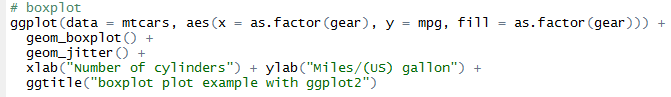 # boxplot
ggplot(data = mtcars, aes(x = as.factor(gear), y = mpg, fill = as.factor(gear))) +
  geom_boxplot() +
  geom_jitter() +
  xlab("Number of cylinders") + ylab("Miles/(US) gallon") +
  ggtitle("boxplot plot example with ggplot2")